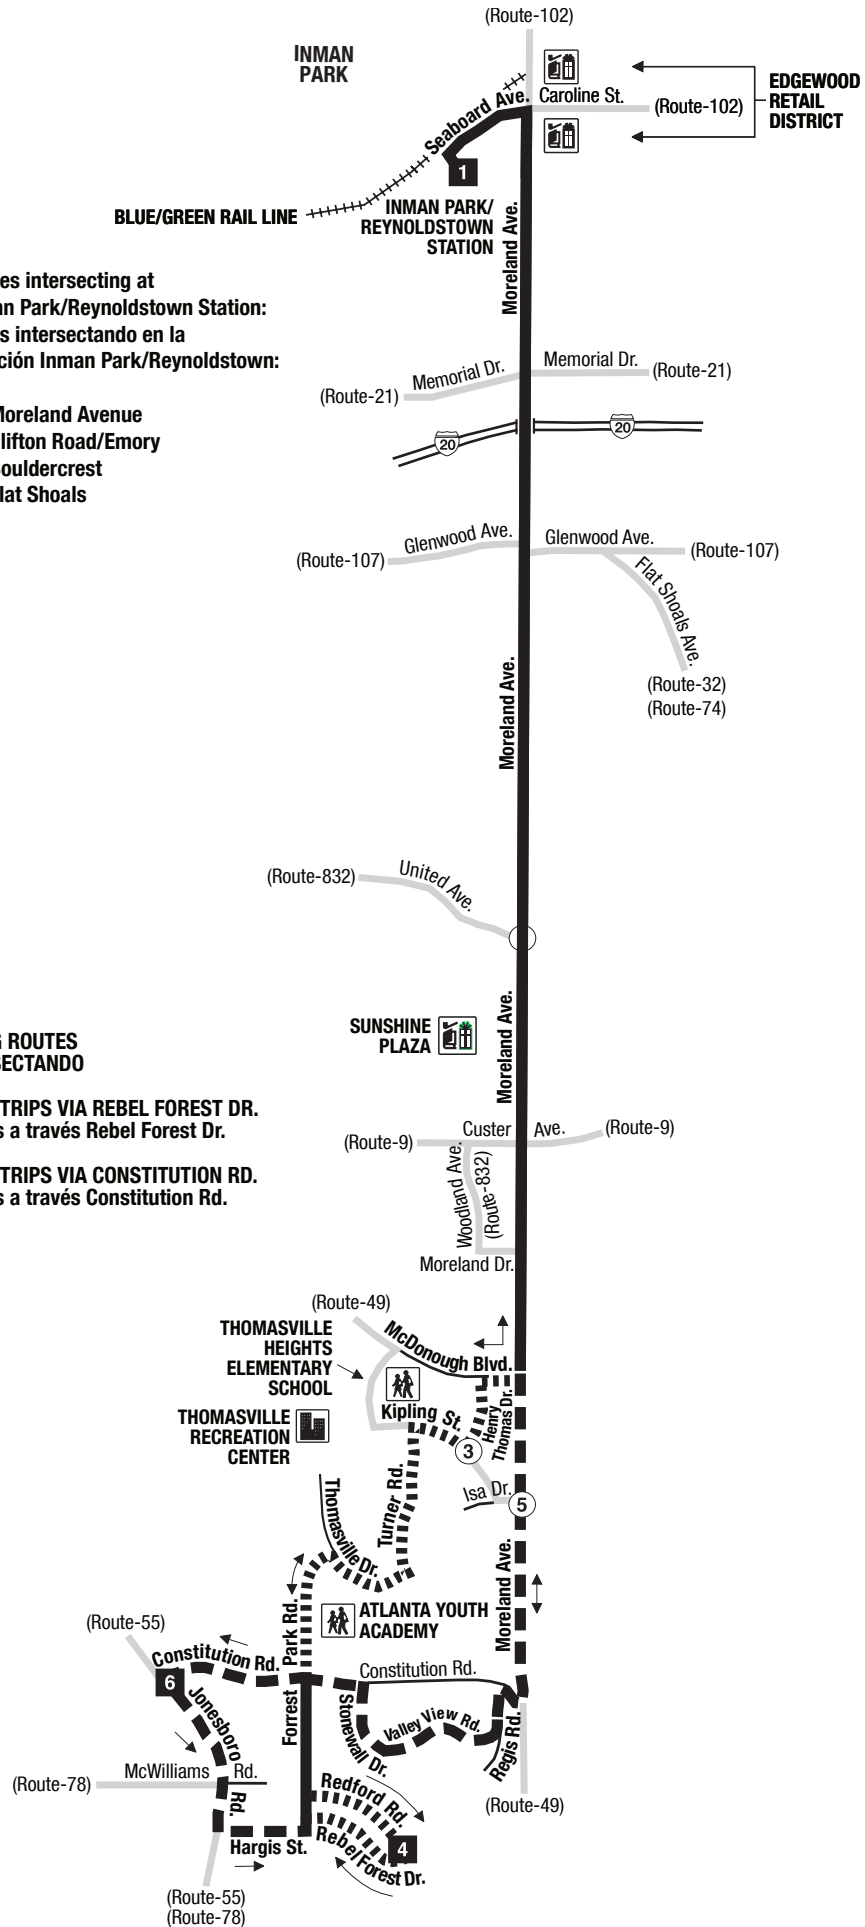 (Route-102)
INMAN
PARK
EDGEWOOD
RETAIL
DISTRICT
Seaboard Ave.
Caroline St.
(Route-102)
1
BLUE/GREEN RAIL LINE
INMAN PARK/
REYNOLDSTOWN
STATION
Moreland Ave.
es intersecting at
an Park/Reynoldstown Station:
s intersectando en la
ción Inman Park/Reynoldstown:
Moreland Avenue
lifton Road/Emory
ouldercrest
lat Shoals
Memorial Dr.
Memorial Dr.
(Route-21)
(Route-21)
20
20
Glenwood Ave.
Glenwood Ave.
(Route-107)
(Route-107)
Flat Shoals Ave.
(Route-32)
(Route-74)
Moreland Ave.
(Route-832)
United Ave.
SUNSHINE
PLAZA
Moreland Ave.
G ROUTES
SECTANDO
TRIPS VIA REBEL FOREST DR.
s a través Rebel Forest Dr.
TRIPS VIA CONSTITUTION RD.
s a través Constitution Rd.
(Route-9)
Custer Ave.
(Route-9)
Woodland Ave.
(Route-832)
Moreland Dr.
(Route-49)
McDonough Blvd.
THOMASVILLE
HEIGHTS
ELEMENTARY
SCHOOL
Kipling St.
Henry
Thomas Dr.
THOMASVILLE
RECREATION
CENTER
3
Isa Dr.
5
Turner Rd.
Thomasville Dr.
Moreland Ave.
ATLANTA YOUTH
ACADEMY
Forrest Park Rd.
(Route-55)
Constitution Rd.
Constitution Rd.
6
Jonesboro Rd.
Stonewall Dr.
Valley View Rd.
Regis Rd.
(Route-78)
McWilliams Rd.
(Route-49)
Redford Rd.
Rebel Forest Dr.
4
Hargis St.
(Route-55)
(Route-78)